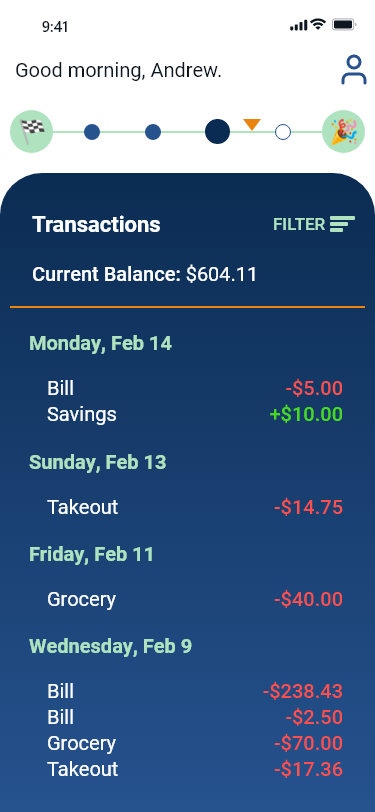 9:41
Good morning, Andrew.
Transactions FILTER
Current Balance: $604.11
Monday, Feb 14
Bill -$5.00
Savings +$10.00
Sunday, Feb 13
Takeout -$14.75
Friday, Feb 11
Grocery -$40.00
Wednesday, Feb 9
Bill -$238.43
Bill -$2.50
Grocery -$70.00
Takeout -$17.36